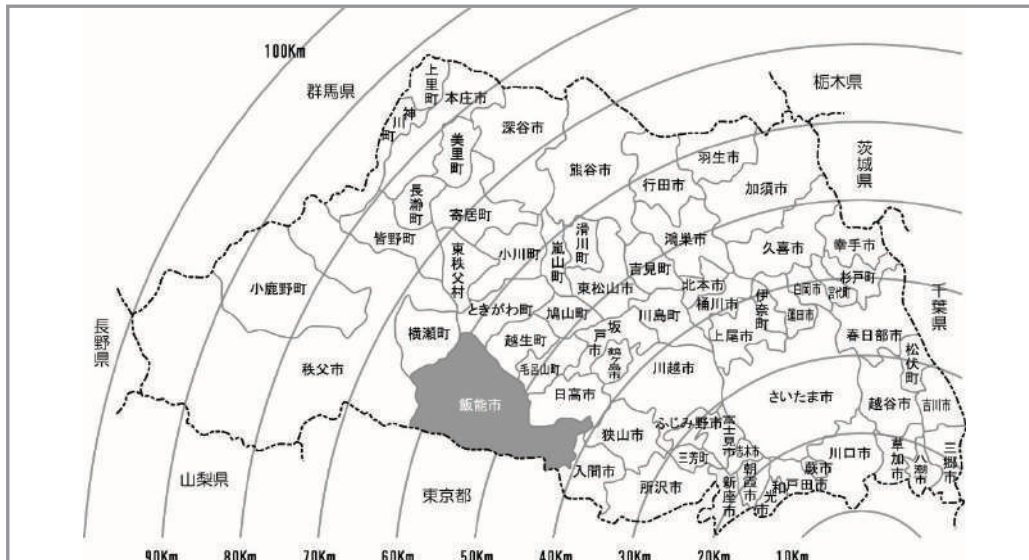 100Km
群馬県
栃木県
茨城県
千葉県
長野県
山梨県
東京都
上里町
神川町
本庄市
美里町
深谷市
熊谷市
羽生市
行田市
加須市
長瀞町
寄居町
皆野町
東秩父村
小川町
嵐山町
滑川町
吉見町
鴻巣市
久喜市
幸手市
小鹿野町
東松山市
北本市
桶川市
伊奈町
白岡市
宮代町
杉戸町
蓮田市
ときがわ町
鳩山町
横瀬町
越生町
坂戸市
鶴ヶ島市
川島町
上尾市
春日部市
松伏町
秩父市
毛呂山町
川越市
さいたま市
越谷市
吉川市
飯能市
日高市
狭山市
ふじみ野市
富士見市
志木市
三芳町
入間市
所沢市
新座市
朝霞市
和光市
戸田市
蕨市
川口市
草加市
八潮市
三郷市
90Km
80Km
70Km
60Km
50Km
40Km
30Km
20Km
10Km